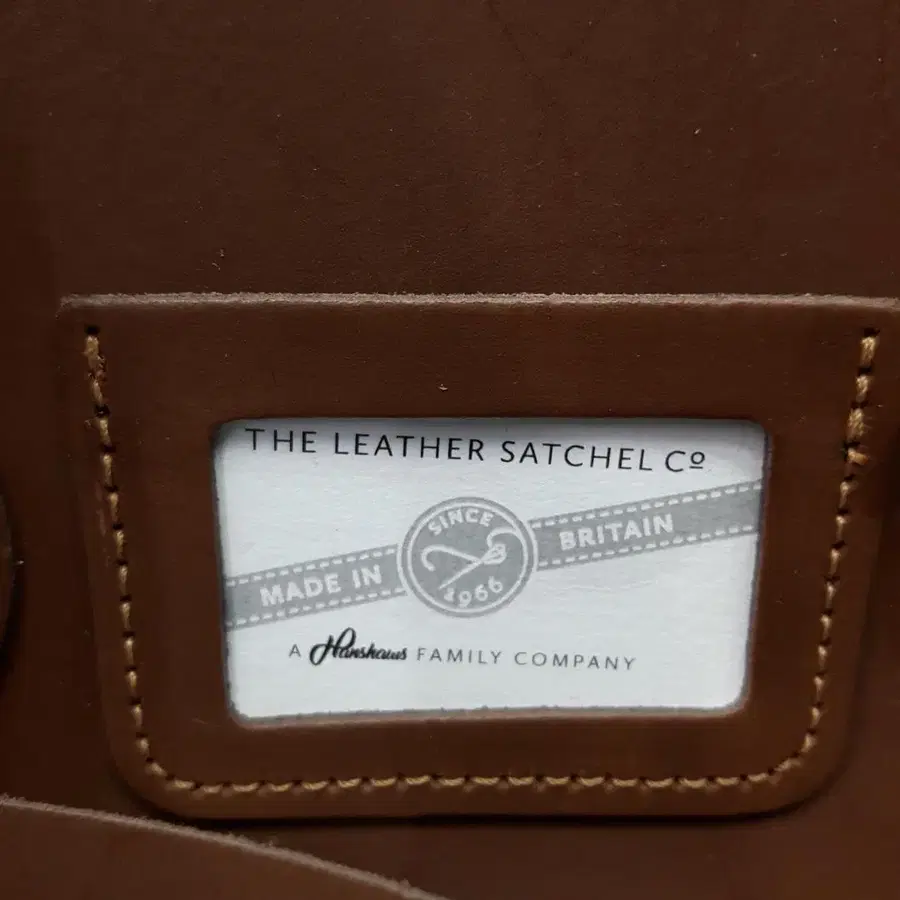 THE LEATHER SATCHEL Cº
SINCE
MADE IN BRITAIN
1966
A Hanshaws FAMILY COMPANY